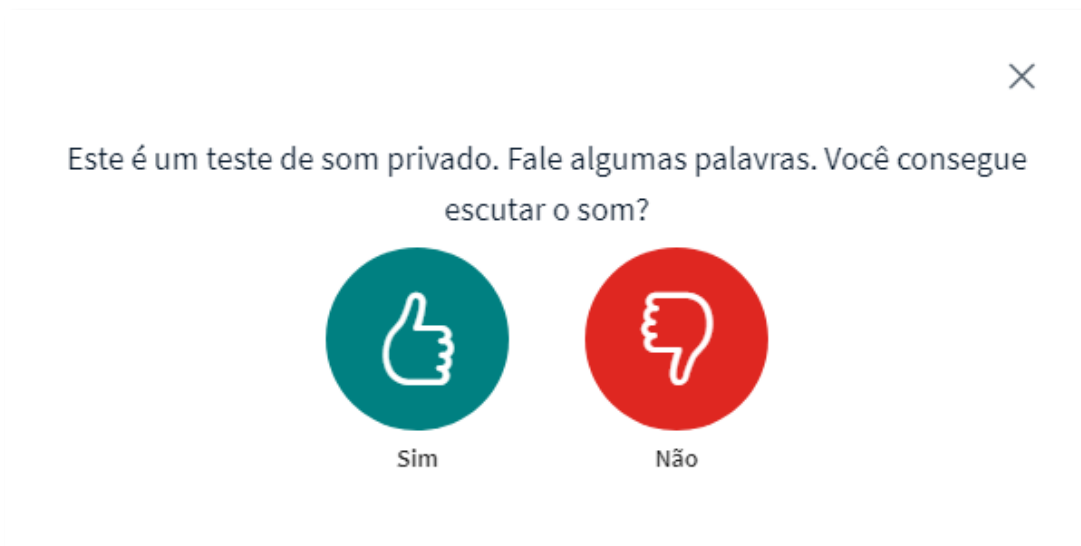 Este é um teste de som privado. Fale algumas palavras. Você consegue
escutar o som?
Sim
Não